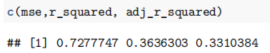 c(mse,r_squared, adj_r_squared)
## [1] 0.7277747 0.3636303 0.3310384